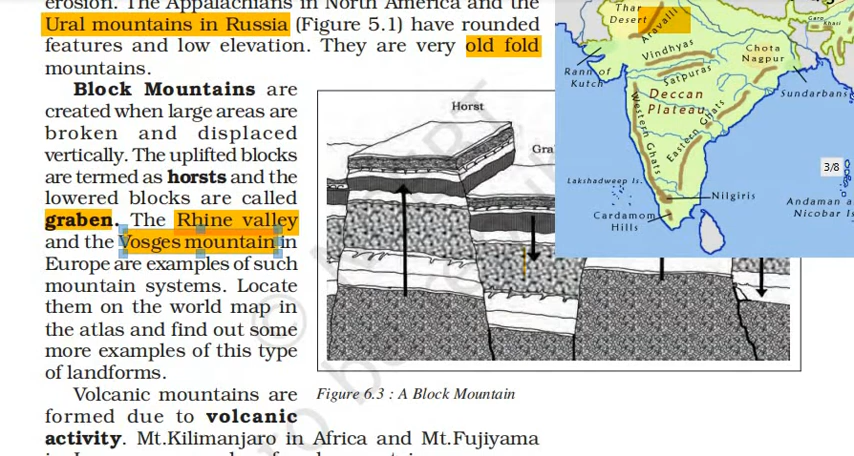 erosion. The Appalachians in North America and the
Ural mountains in Russia (Figure 5.1) have rounded
features and low elevation. They are very old fold
mountains.
Block Mountains are
created when large areas are
broken and displaced
vertically. The uplifted blocks
are termed as horsts and the
lowered blocks are called
graben. The Rhine valley
and the Vosges mountain in
Europe are examples of such
mountain systems. Locate
them on the world map in
the atlas and find out some
more examples of this type
of landforms.
Volcanic mountains are
formed due to volcanic
activity. Mt.Kilimanjaro in Africa and Mt.Fujiyama
Horst
Figure 6.3 : A Block Mountain
Thar
Desert
Aravalli
Vindhyas
Satpuras
Chota
Nagpur
Rann of
Kutch
Sundarbans
Deccan
Plateau
Western Ghats
Eastern Ghats
Lakshadweep Is.
Nilgiris
Cardamom
Hills
Andaman a
Nicobar Is
3/8